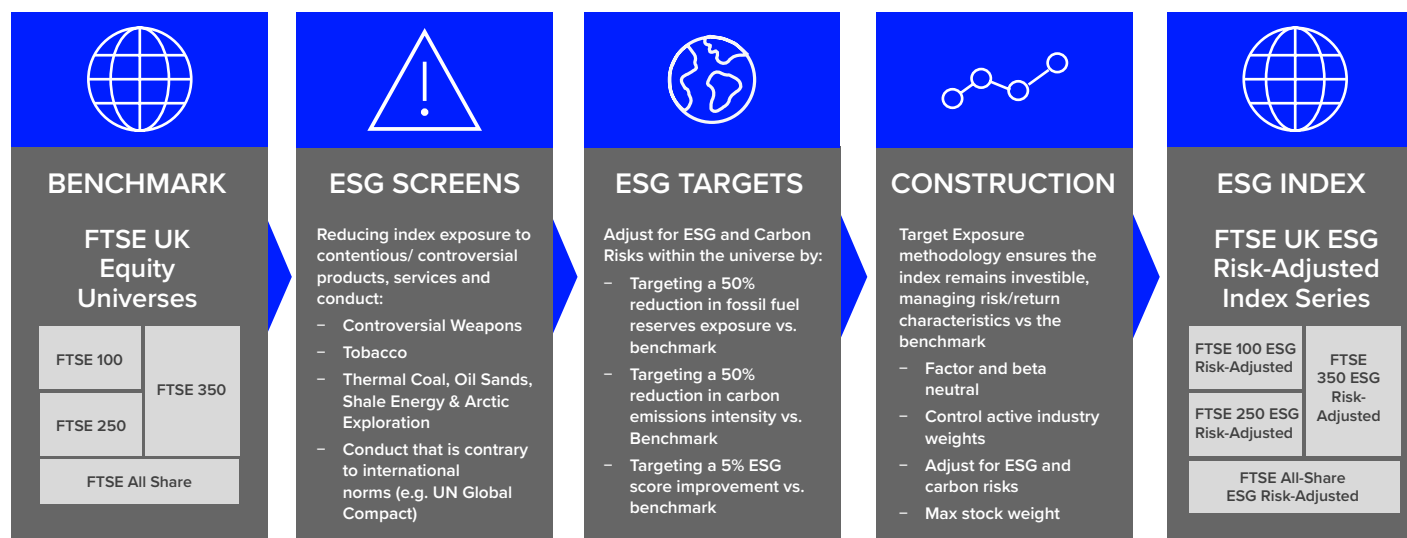 BENCHMARK
FTSE UK
Equity
Universes
FTSE 100
FTSE 250
FTSE 350
FTSE All Share
ESG SCREENS
Reducing index exposure to
contentious/ controversial
products, services and
conduct:
– Controversial Weapons
– Tobacco
– Thermal Coal, Oil Sands,
Shale Energy & Arctic
Exploration
– Conduct that is contrary
to international
norms (e.g. UN Global
Compact)
ESG TARGETS
Adjust for ESG and Carbon
Risks within the universe by:
– Targeting a 50%
reduction in fossil fuel
reserves exposure vs.
benchmark
– Targeting a 50%
reduction in carbon
emissions intensity vs.
Benchmark
– Targeting a 5% ESG
score improvement vs.
benchmark
CONSTRUCTION
Target Exposure
methodology ensures the
index remains investible,
managing risk/return
characteristics vs the
benchmark
– Factor and beta
neutral
– Control active industry
weights
– Adjust for ESG and
carbon risks
– Max stock weight
ESG INDEX
FTSE UK ESG
Risk-Adjusted
Index Series
FTSE 100 ESG
Risk-Adjusted
FTSE 250 ESG
Risk-Adjusted
FTSE
350 ESG
Risk-
Adjusted
FTSE All-Share
ESG Risk-Adjusted